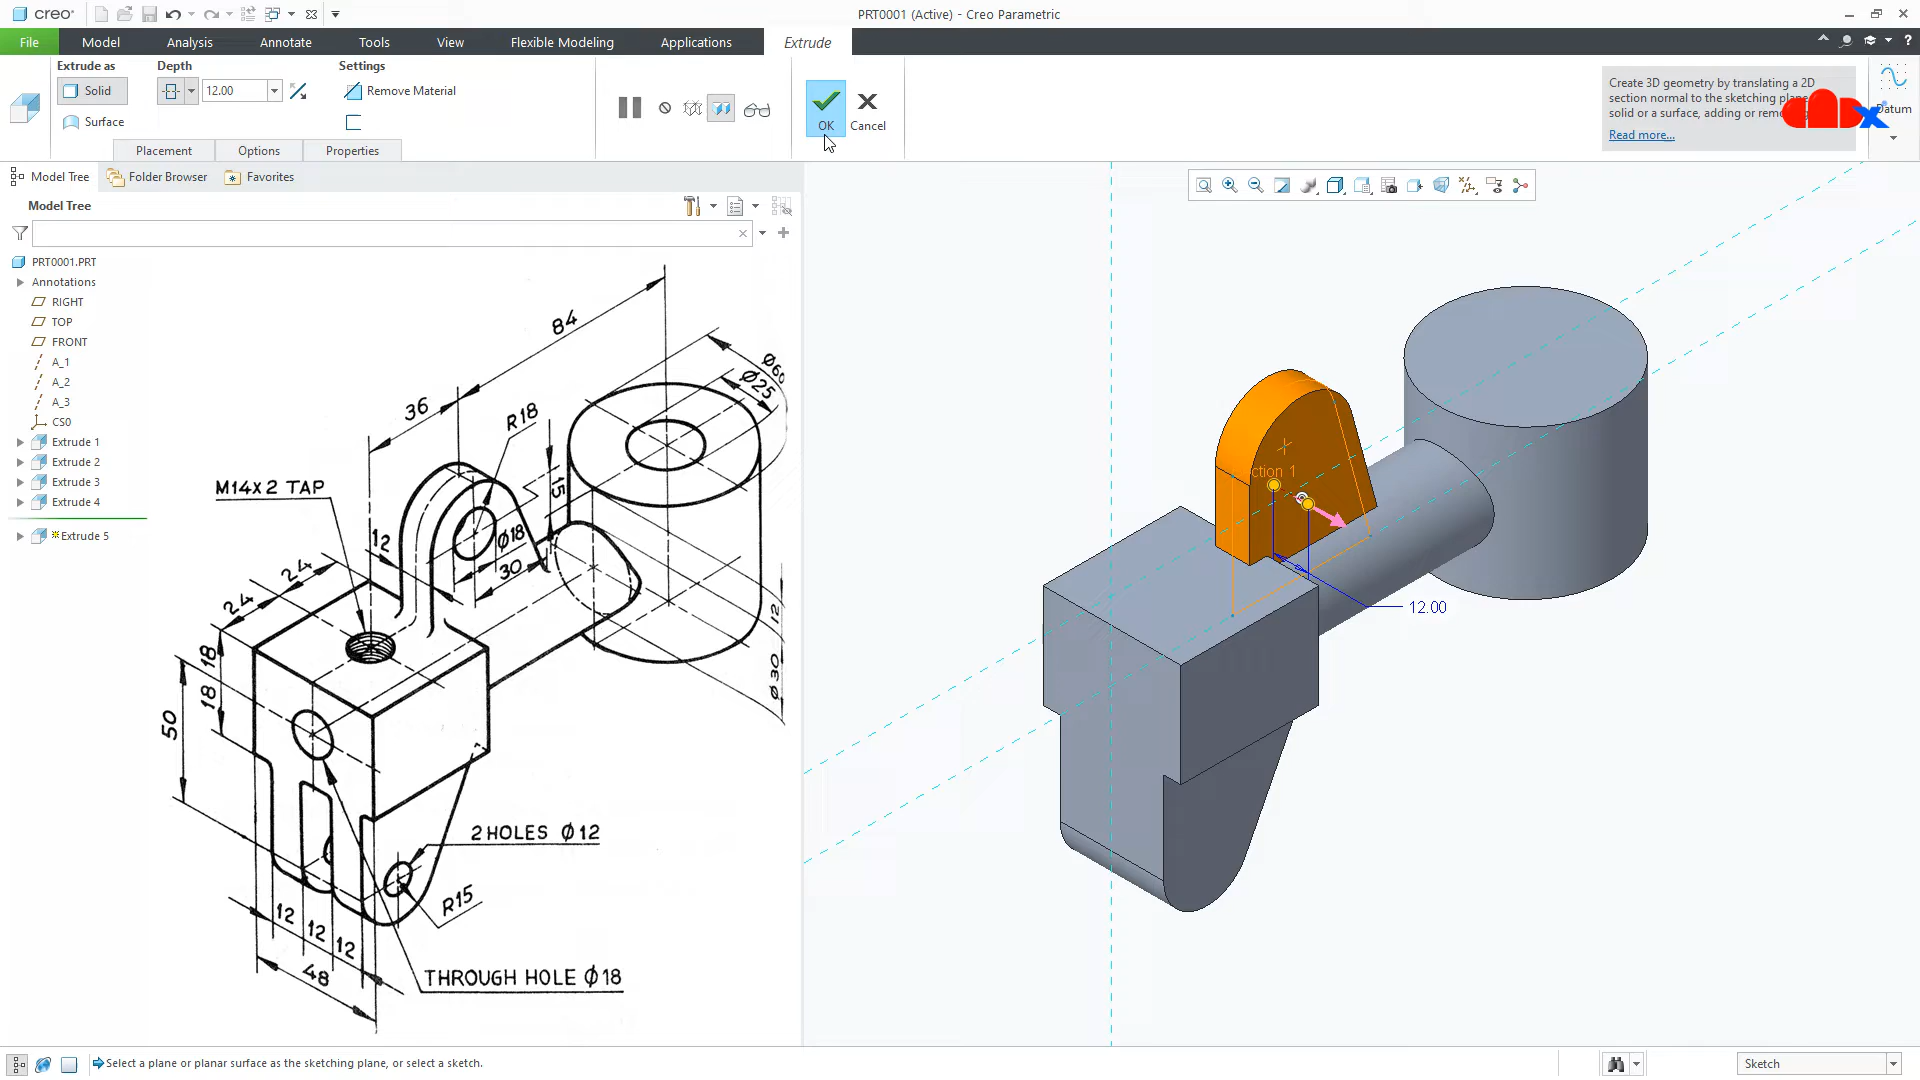 creo
PRT0001 (Active) - Creo Parametric
File
Model
Analysis
Annotate
Tools
View
Flexible Modeling
Applications
Extrude
Extrude as
Depth
Settings
Solid
12.00
Remove Material
Surface
OK
Cancel
Create 3D geometry by translating a 2D
section normal to the sketching plane
solid or a surface, adding or
Read more...
Datum
Placement
Options
Properties
Model Tree
Folder Browser
Favorites
Model Tree
PRT0001.PRT
Annotations
RIGHT
TOP
FRONT
A_1
A_2
A_3
CS0
Extrude 1
Extrude 2
Extrude 3
Extrude 4
Extrude 5
84
36
R18
Ø60
Ø25
M14x2 TAP
15
12
Ø18
30
24
24
18
18
50
12
Ø30
2 HOLES Ø12
R15
12
12
12
48
THROUGH HOLE Ø18
ction 1
12.00
Select a plane or planar surface as the sketching plane, or select a sketch.
Sketch